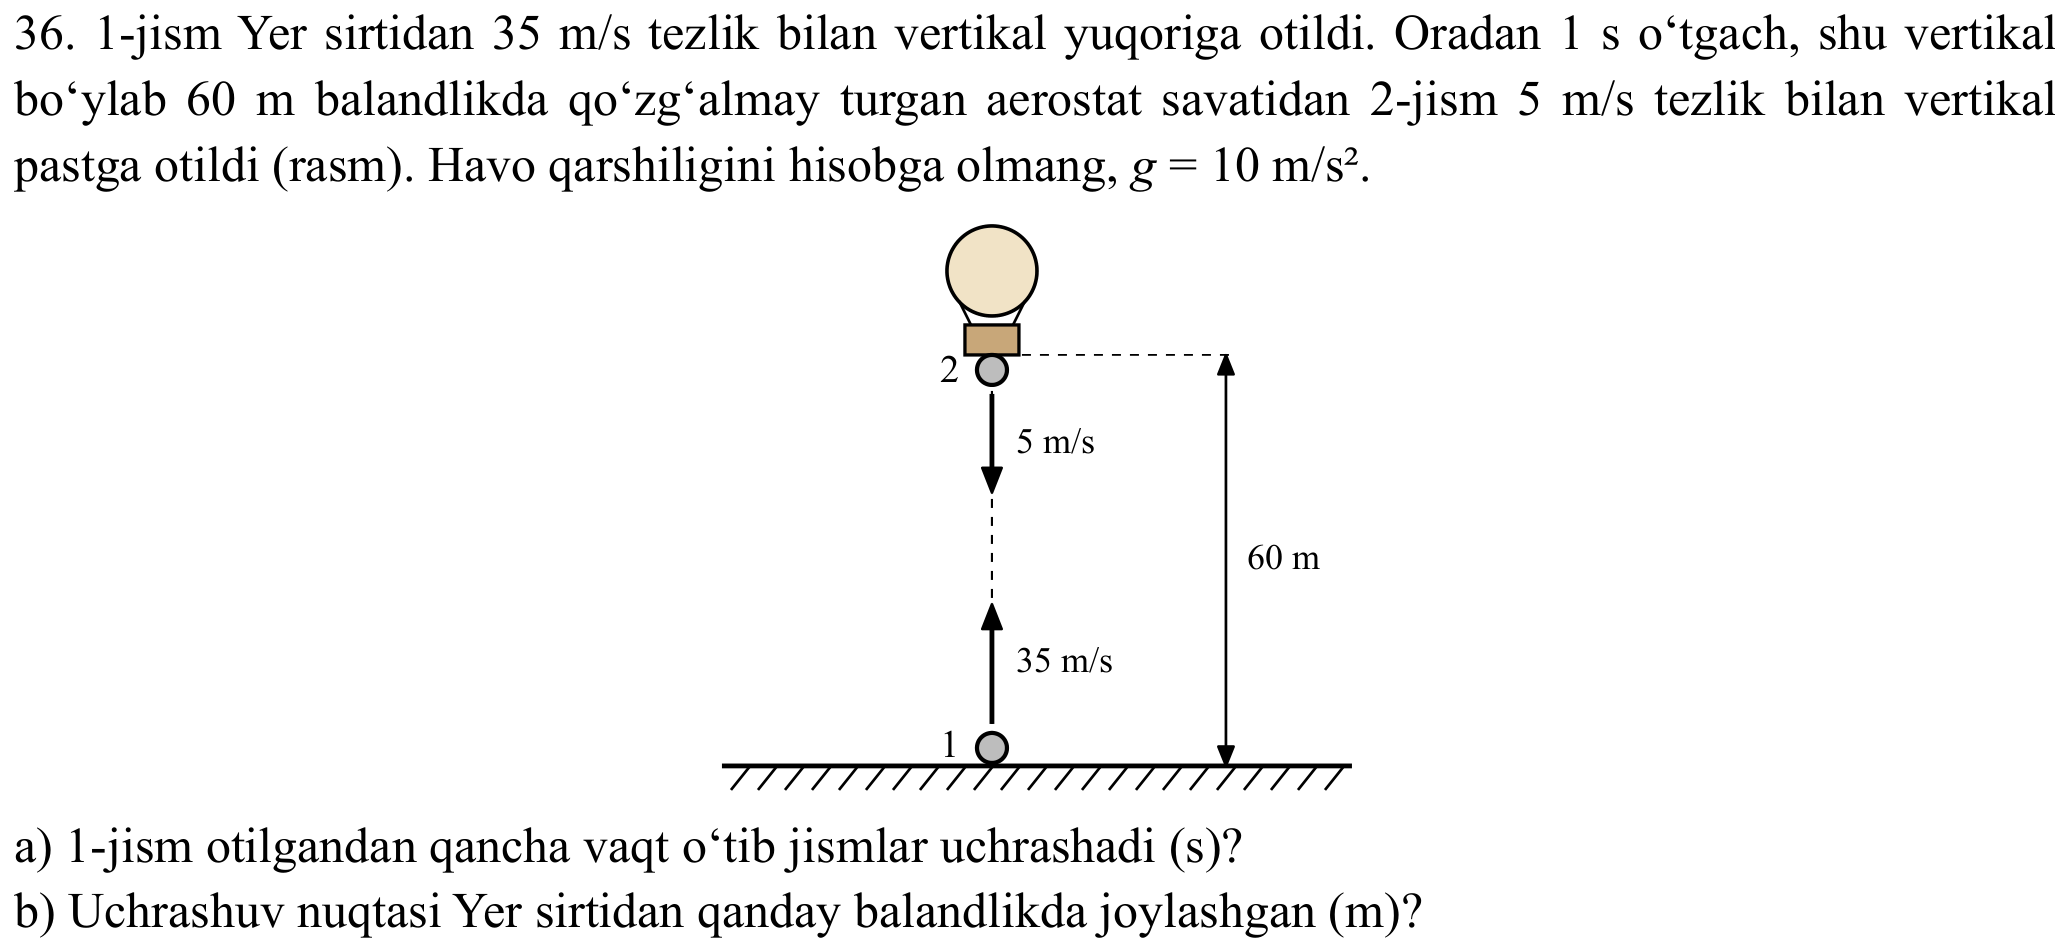 36. 1-jism Yer sirtidan 35 m/s tezlik bilan vertikal yuqoriga otildi. Oradan 1 s o‘tgach, shu vertikal
bo‘ylab 60 m balandlikda qo‘zg‘almay turgan aerostat savatidan 2-jism 5 m/s tezlik bilan vertikal
pastga otildi (rasm). Havo qarshiligini hisobga olmang, g = 10 m/s².
2
5 m/s
60 m
35 m/s
1
a) 1-jism otilgandan qancha vaqt o‘tib jismlar uchrashadi (s)?
b) Uchrashuv nuqtasi Yer sirtidan qanday balandlikda joylashgan (m)?